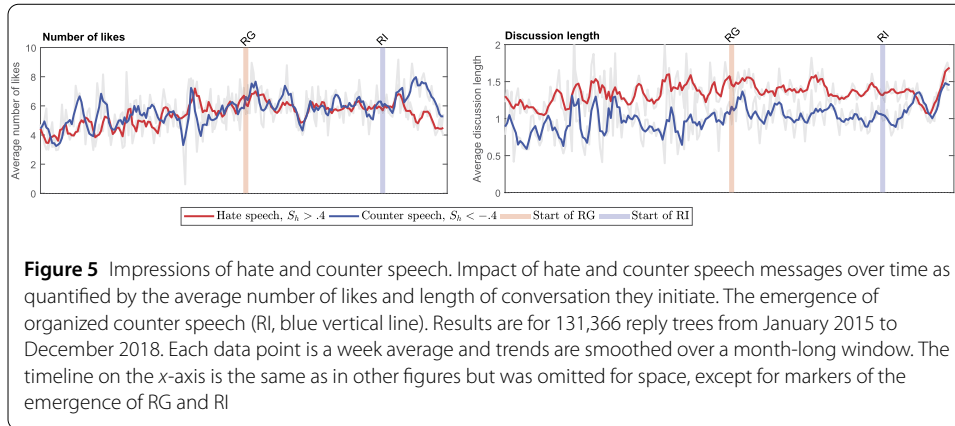 Number of likes
RG
RI
Average number of likes
10
8
6
4
2
0
Discussion length
RG
RI
Average discussion length
2
1.5
1
0.5
0
Hate speech, S_h > .4 Counter speech, S_h < −.4 Start of RG Start of RI
Figure 5 Impressions of hate and counter speech. Impact of hate and counter speech messages over time as
quantified by the average number of likes and length of conversation they initiate. The emergence of
organized counter speech (RI, blue vertical line). Results are for 131,366 reply trees from January 2015 to
December 2018. Each data point is a week average and trends are smoothed over a month-long window. The
timeline on the x-axis is the same as in other figures but was omitted for space, except for markers of the
emergence of RG and RI